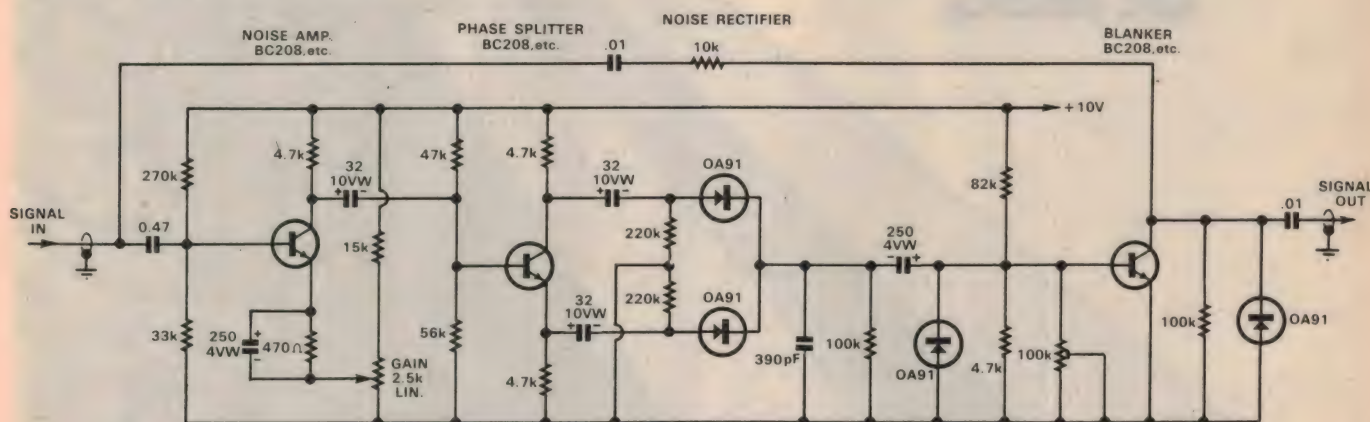 NOISE RECTIFIER
NOISE AMP.
BC208,etc.
PHASE SPLITTER
BC208,etc.
BLANKER
BC208,etc.
.01
10k
+10V
270k
4.7k
32
10VW
+ -
47k
4.7k
32
10VW
+ -
OA91
82k
SIGNAL
IN
0.47
15k
220k
220k
250
4VW
- +
SIGNAL
OUT
.01
33k
250
4VW
+
-
470Ω
GAIN
2.5k
LIN.
56k
32
10VW
+ -
4.7k
OA91
390pF
100k
OA91
4.7k
100k
100k
OA91